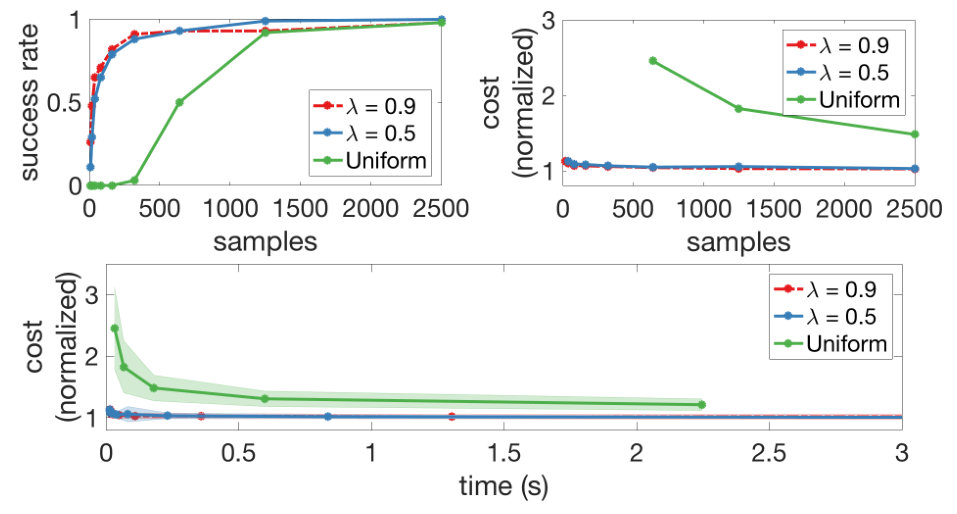 success rate
1
0.5
0
λ = 0.9
λ = 0.5
Uniform
0 500 1000 1500 2000 2500
samples
cost
(normalized)
3
2
1
λ = 0.9
λ = 0.5
Uniform
0 500 1000 1500 2000 2500
samples
cost
(normalized)
3
2
1
λ = 0.9
λ = 0.5
Uniform
0 0.5 1 1.5 2 2.5 3
time (s)